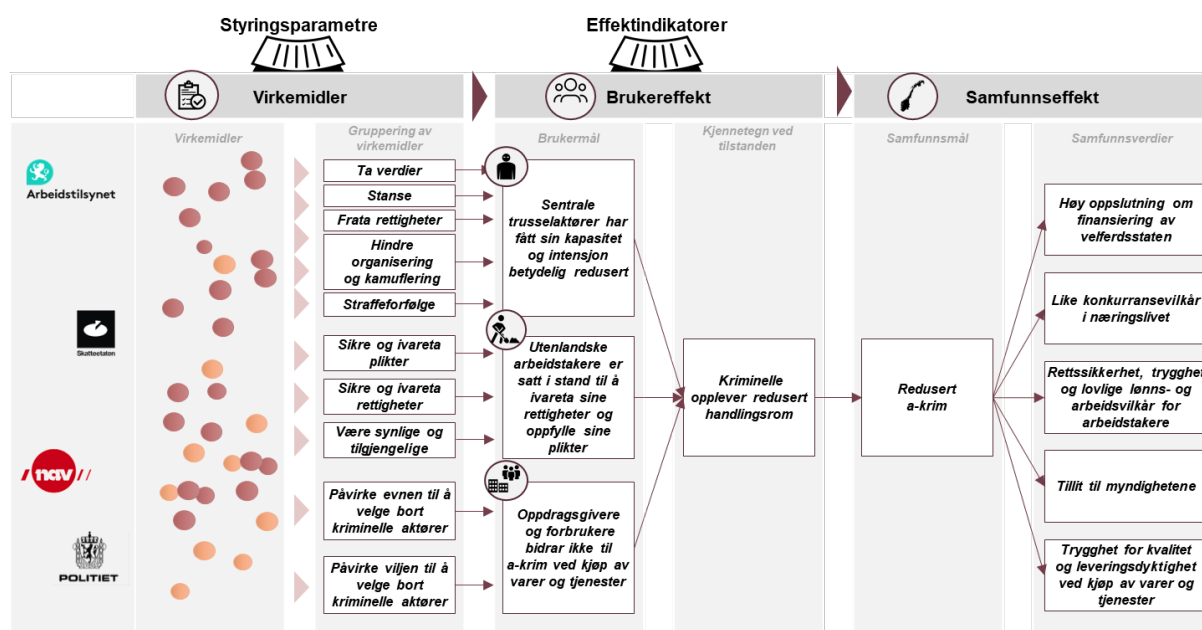 Styringsparametre
Effektindikatorer
Virkemidler
Brukereffekt
Samfunnseffekt
Virkemidler
Gruppering av
virkemidler
Brukermål
Kjennetegn ved
tilstanden
Samfunnsmål
Samfunnsverdier
Arbeidstilsynet
Skatteetaten
nav
POLITIET
Ta verdier
Stanse
Frata rettigheter
Hindre
organisering
og kamuflering
Straffeforfølge
Sikre og ivareta
plikter
Sikre og ivareta
rettigheter
Være synlige og
tilgjengelige
Påvirke evnen til å
velge bort
kriminelle aktører
Påvirke viljen til å
velge bort
kriminelle aktører
Sentrale
trusselaktører har
fått sin kapasitet
og intensjon
betydelig redusert
Utenlandske
arbeidstakere er
satt i stand til å
ivareta sine
rettigheter og
oppfylle sine
plikter
Oppdragsgivere
og forbrukere
bidrar ikke til
a-krim ved kjøp av
varer og tjenester
Kriminelle
opplever redusert
handlingsrom
Redusert
a-krim
Høy oppslutning om
finansiering av
velferdsstaten
Like konkurransevilkår
i næringslivet
Rettssikkerhet, trygghet
og lovlige lønns- og
arbeidsvilkår for
arbeidstakere
Tillit til myndighetene
Trygghet for kvalitet
og leveringsdyktighet
ved kjøp av varer og
tjenester